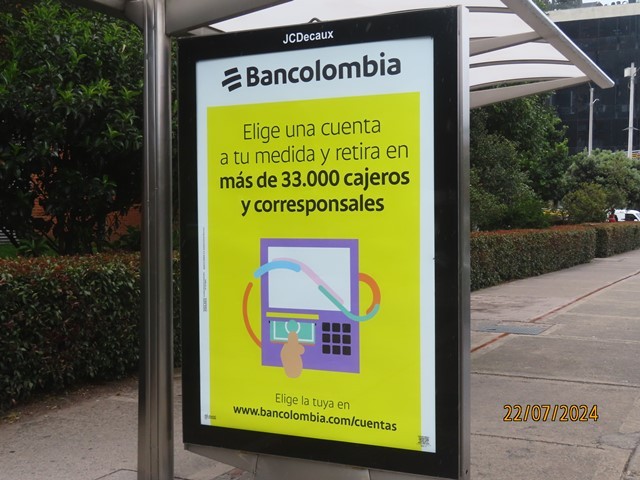 JCDecaux
Bancolombia
Elige una cuenta
a tu medida y retira en
más de 33.000 cajeros
y corresponsales
Elige la tuya en
www.bancolombia.com/cuentas
22/07/2024